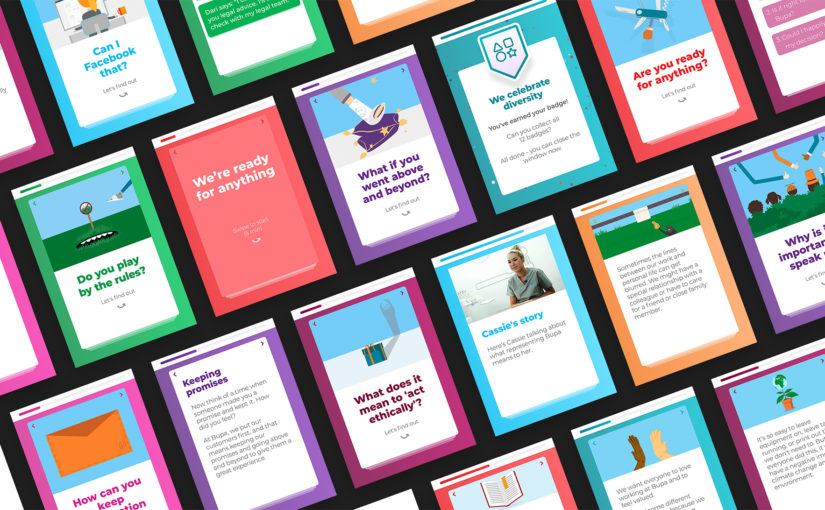 Can I
Facebook
that?
Let's find out
Dari says: "I
you legal advice. I'll
check with my legal team."
We celebrate
diversity
You've earned your badge!
Can you collect all
12 badges?
All done - you can close the
window now.
Are you ready
for anything?
Let's find out
2. Is it right
Bupa?
3. Could I happily
my decision?
Do you play
by the rules?
Let's find out
We're ready
for anything
Swipe to start
(5 min)
What if you
went above
and beyond?
Let's find out
Sometimes the lines
between our work and
personal life can get
blurred. We might have a
special relationship with a
colleague or have to care
for a friend or close family
member.
Why is i
importa
speak
Let's fi
How can you
keep
Keeping
promises
Now think of a time when
someone made you a
promise and kept it. How
did you feel?
At Bupa, we put our
customers first, and that
means keeping our
promises and going above
and beyond to give them a
great experience.
What does it
mean to 'act
ethically'?
Let's find out
Cassie's story
Here's Cassie talking about
what representing Bupa
means to her.
We want everyone to love
working at Bupa and to
feel valued.
different
because we
It's so easy to leave
equipment on, leave ta
running, or print out t
we don't need to. But
everyone did this, it
have a negative im
climate change an
environment.